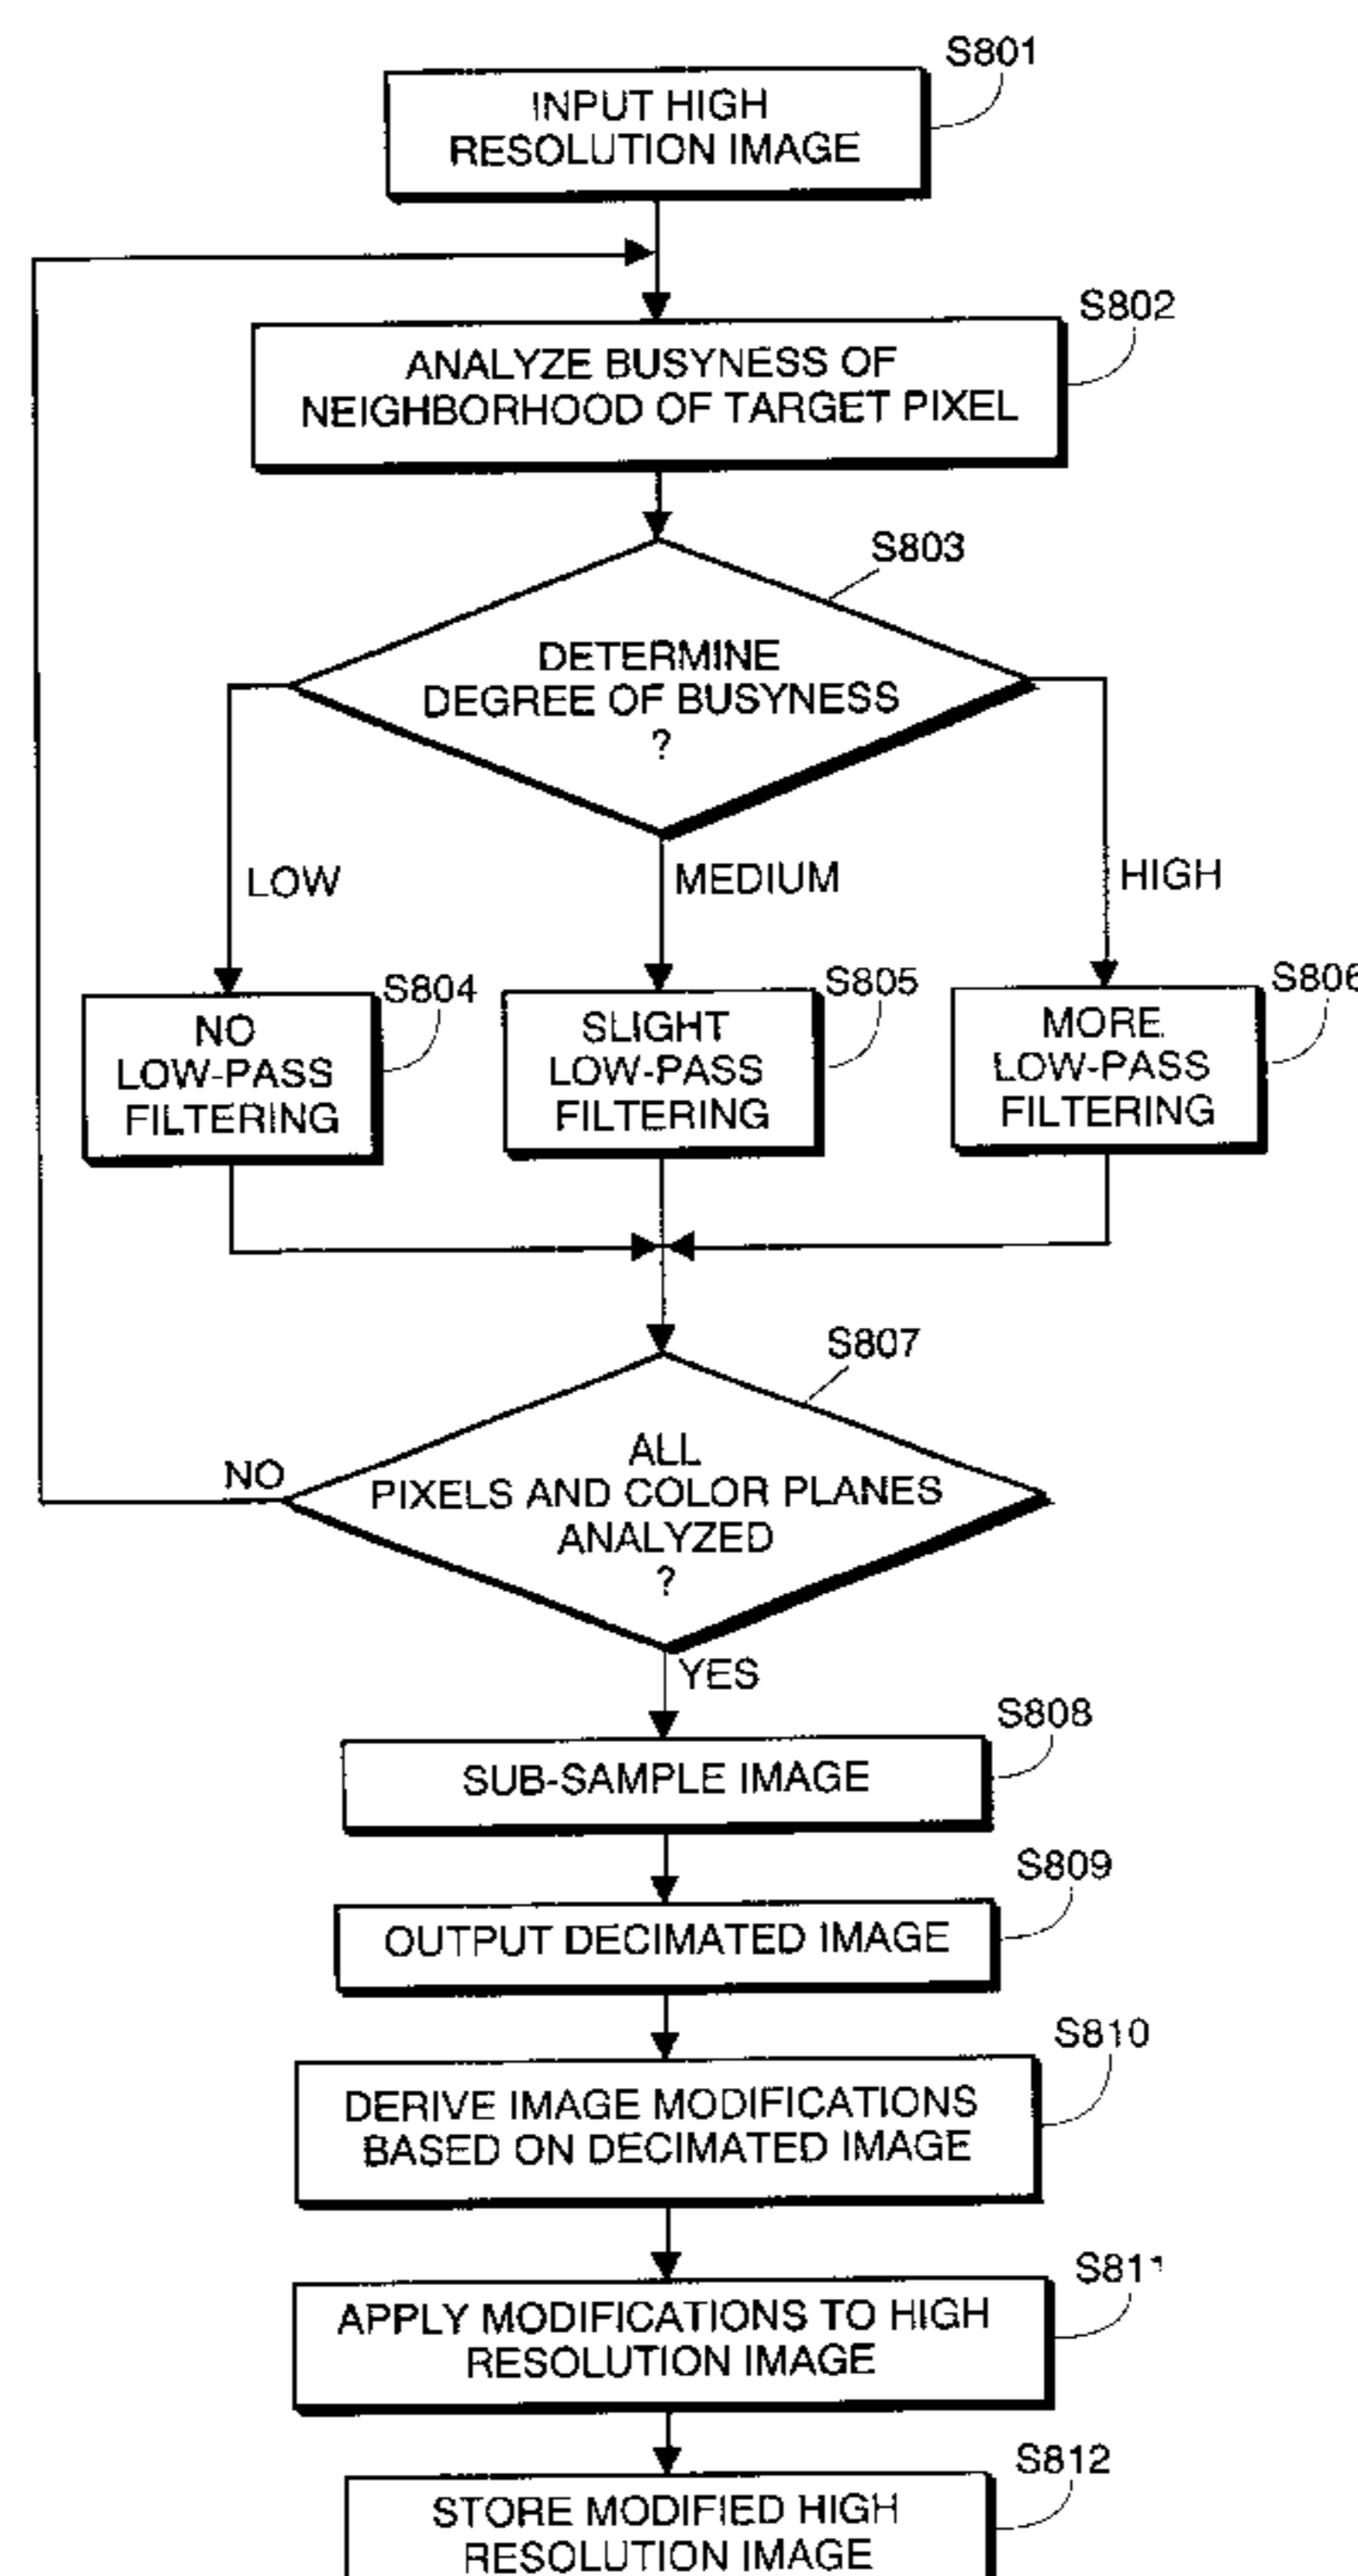 S801
INPUT HIGH
RESOLUTION IMAGE
S802
ANALYZE BUSYNESS OF
NEIGHBORHOOD OF TARGET PIXEL
S803
DETERMINE
DEGREE OF BUSYNESS
?
LOW
MEDIUM
HIGH
S804
NO
LOW-PASS
FILTERING
S805
SLIGHT
LOW-PASS
FILTERING
S806
MORE
LOW-PASS
FILTERING
S807
ALL
PIXELS AND COLOR PLANES
ANALYZED
?
NO
YES
S808
SUB-SAMPLE IMAGE
S809
OUTPUT DECIMATED IMAGE
S810
DERIVE IMAGE MODIFICATIONS
BASED ON DECIMATED IMAGE
S811
APPLY MODIFICATIONS TO HIGH
RESOLUTION IMAGE
S812
STORE MODIFIED HIGH
RESOLUTION IMAGE